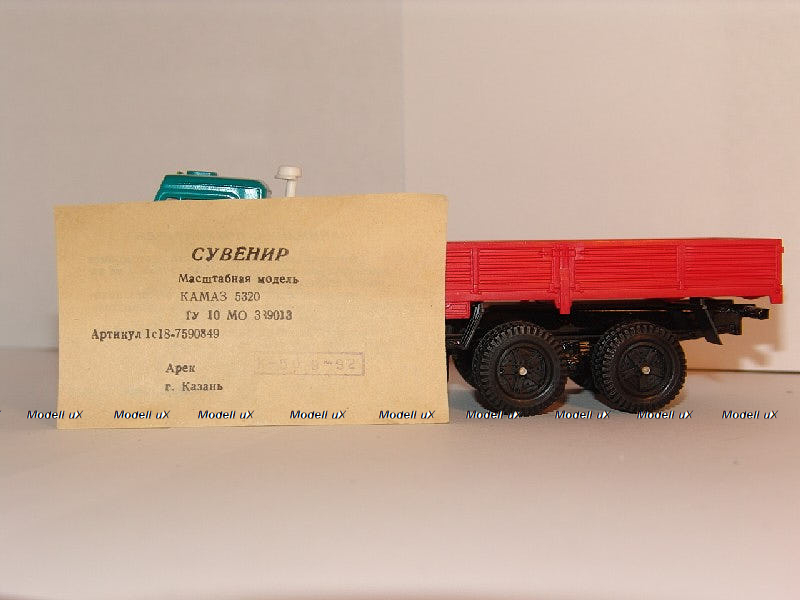 СУВЕНИР
Масштабная модель
КАМАЗ 5320
ТУ 10 МО 339013
Артикул 1с18-7590849
Арек
г. Казань
Modell uX Modell uX Modell uX Modell uX Modell uX Modell uX Modell uX Modell uX Modell uX